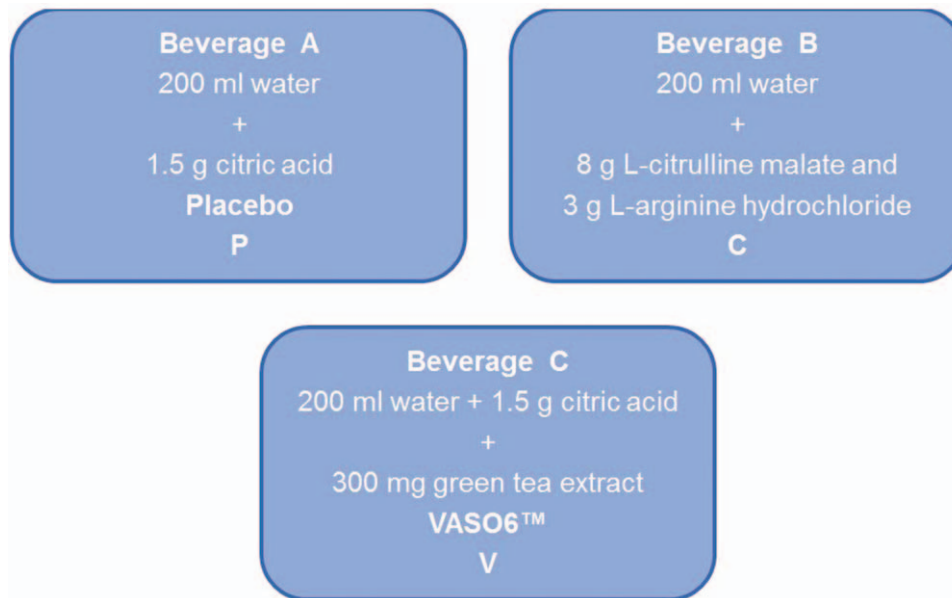 Beverage A
200 ml water
+
1.5 g citric acid
Placebo
P
Beverage B
200 ml water
+
8 g L-citrulline malate and
3 g L-arginine hydrochloride
C
Beverage C
200 ml water + 1.5 g citric acid
+
300 mg green tea extract
VASO6™
V